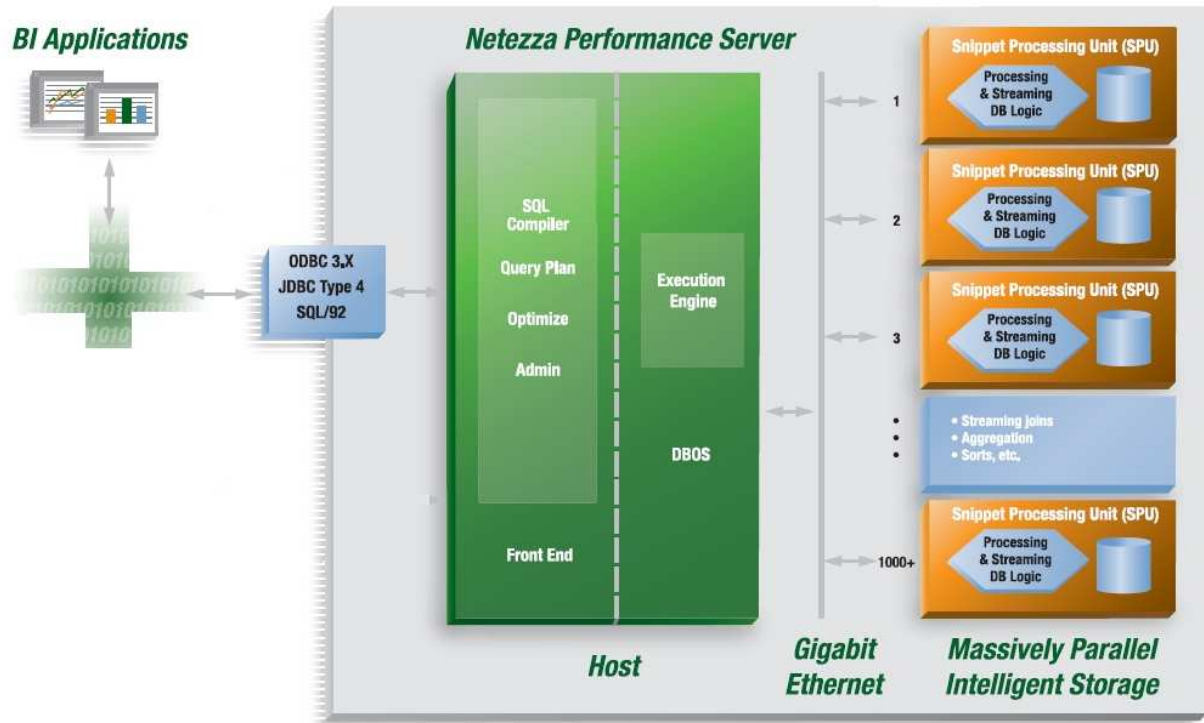 BI Applications
Netezza Performance Server
ODBC 3.X
JDBC Type 4
SQL/92
SQL
Compiler
Query Plan
Optimize
Admin
Front End
Execution
Engine
DBOS
Host
Gigabit
Ethernet
1
Snippet Processing Unit (SPU)
Processing
& Streaming
DB Logic
2
Snippet Processing Unit (SPU)
Processing
& Streaming
DB Logic
3
Snippet Processing Unit (SPU)
Processing
& Streaming
DB Logic
• Streaming joins
• Aggregation
• Sorts, etc.
1000+
Snippet Processing Unit (SPU)
Processing
& Streaming
DB Logic
Massively Parallel
Intelligent Storage